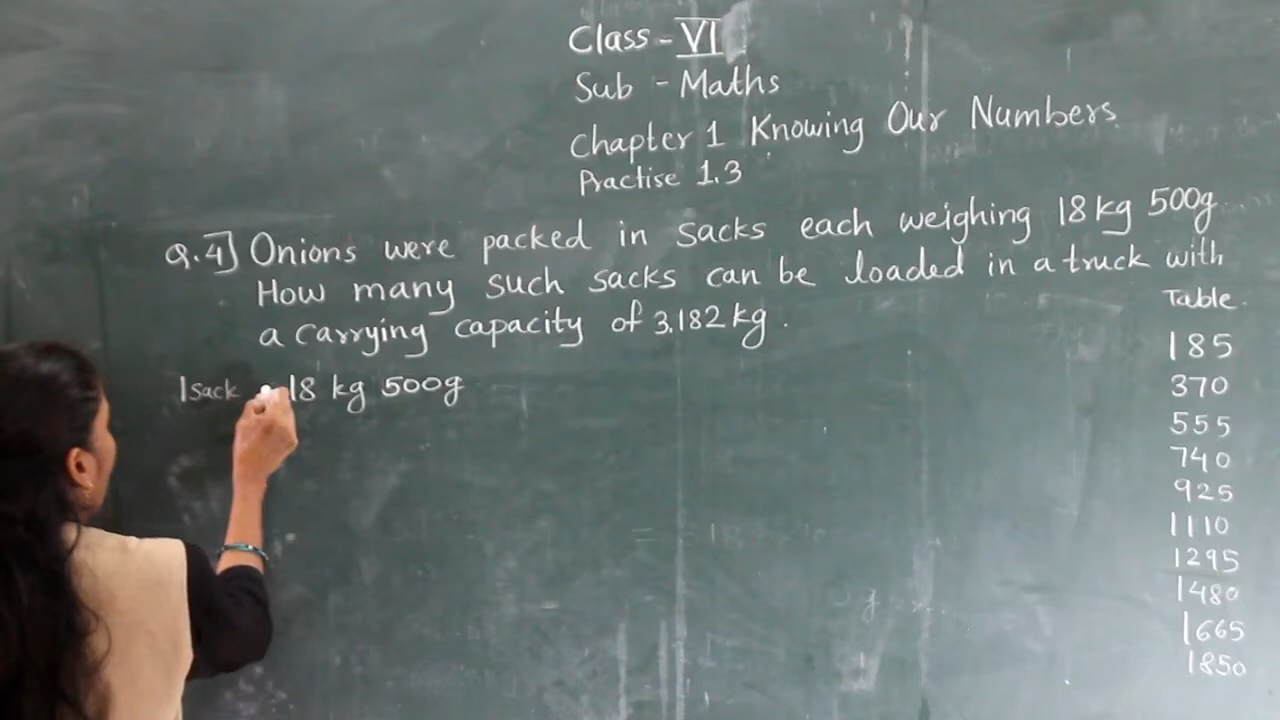 Class - VI
Sub - Maths
Chapter 1 Knowing Our Numbers
Practise 1.3
Q.4] Onions were packed in sacks each weighing 18 kg 500g
How many such sacks can be loaded in a truck with
a carrying capacity of 3,182 kg.
1 Sack 18 kg 500g
Table
185
370
555
740
925
1110
1295
1480
1665
1850